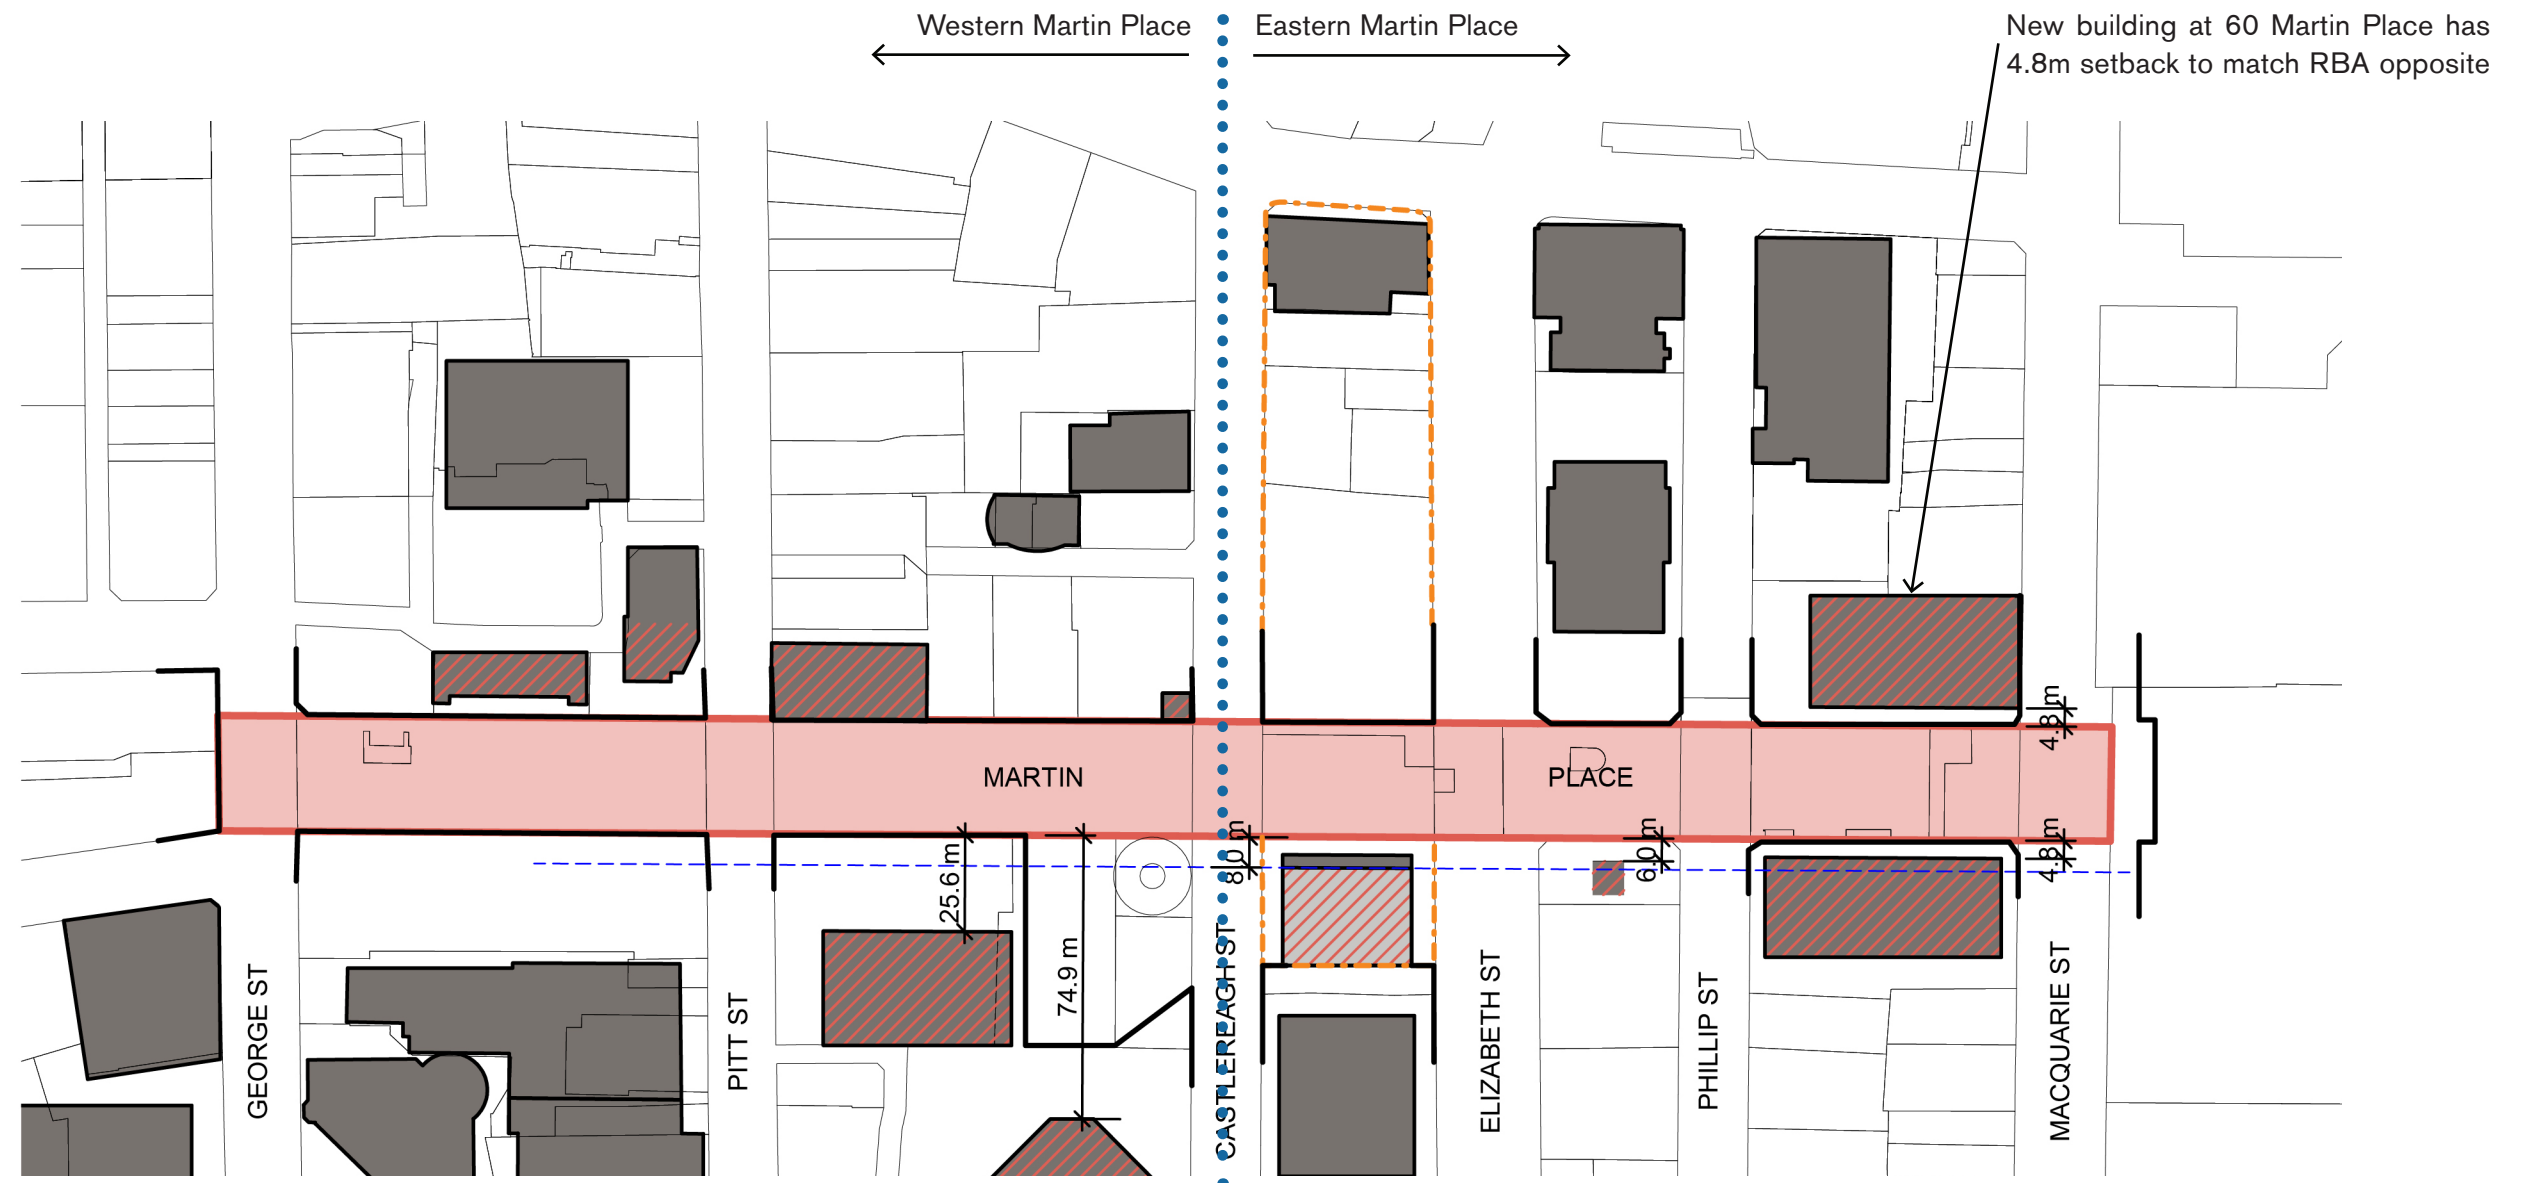 Western Martin Place
Eastern Martin Place
New building at 60 Martin Place has
4.8m setback to match RBA opposite
4.8 m
MARTIN
PLACE
25.6 m
74.9 m
8.0 m
6.0 m
4.8 m
GEORGE ST
PITT ST
CASTLEREAGH ST
ELIZABETH ST
PHILLIP ST
MACQUARIE ST